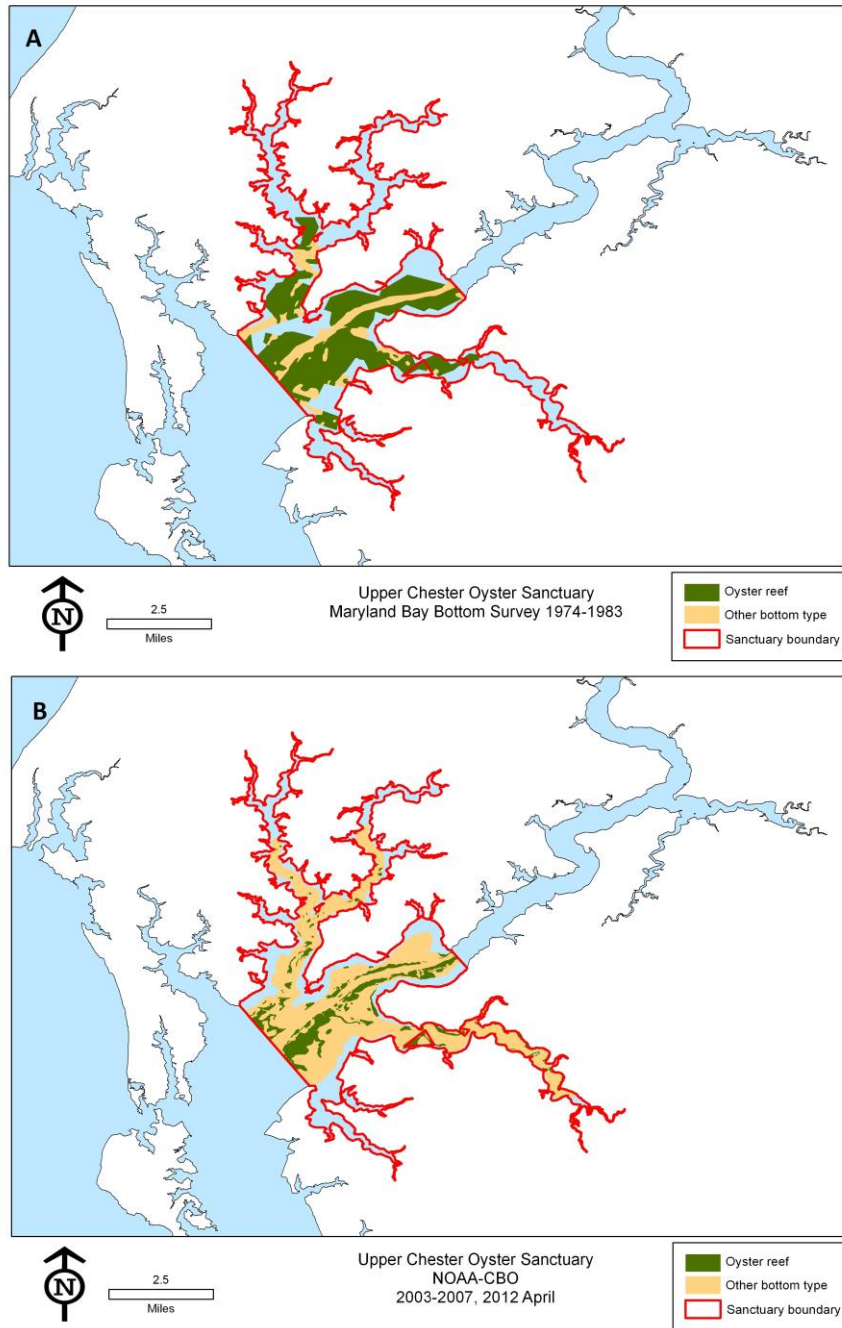 A
N
2.5
Miles
Upper Chester Oyster Sanctuary
Maryland Bay Bottom Survey 1974-1983
Oyster reef
Other bottom type
Sanctuary boundary
B
N
2.5
Miles
Upper Chester Oyster Sanctuary
NOAA-CBO
2003-2007, 2012 April
Oyster reef
Other bottom type
Sanctuary boundary